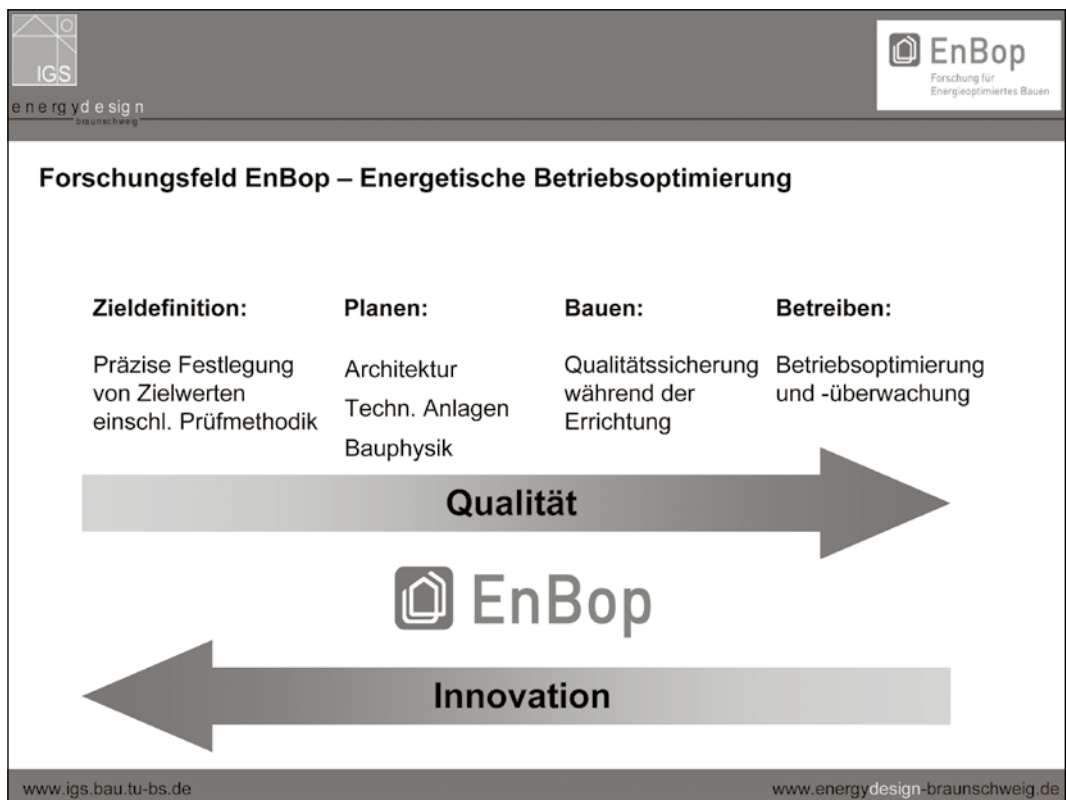 IGS
energydesign
braunschweig
EnBop
Forschung für
Energieoptimiertes Bauen
Forschungsfeld EnBop – Energetische Betriebsoptimierung
Zieldefinition:
Präzise Festlegung
von Zielwerten
einschl. Prüfmethodik
Planen:
Architektur
Techn. Anlagen
Bauphysik
Bauen:
Qualitätssicherung
während der
Errichtung
Betreiben:
Betriebsoptimierung
und -überwachung
Qualität
EnBop
Innovation
www.igs.bau.tu-bs.de
www.energydesign-braunschweig.de